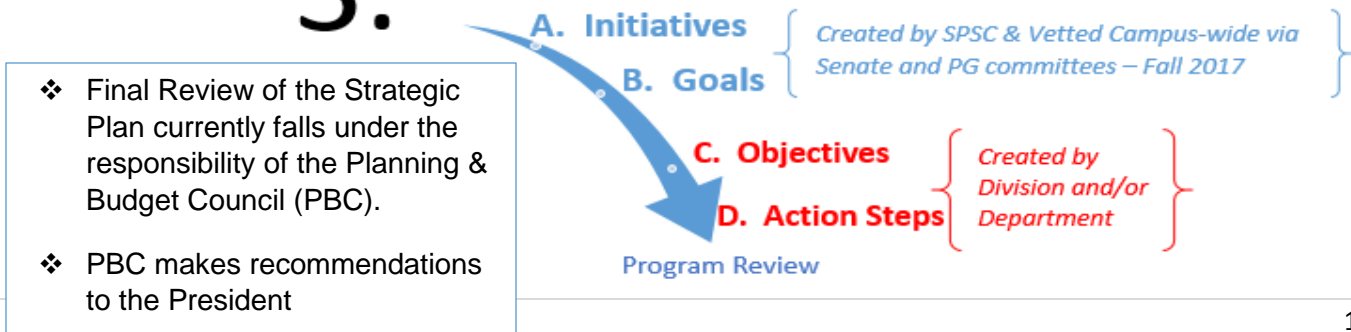 3.
A. Initiatives
B. Goals
Created by SPSC & Vetted Campus-wide via
Senate and PG committees – Fall 2017
❖ Final Review of the Strategic
Plan currently falls under the
responsibility of the Planning &
Budget Council (PBC).
❖ PBC makes recommendations
to the President
C. Objectives
D. Action Steps
Created by
Division and/or
Department
Program Review